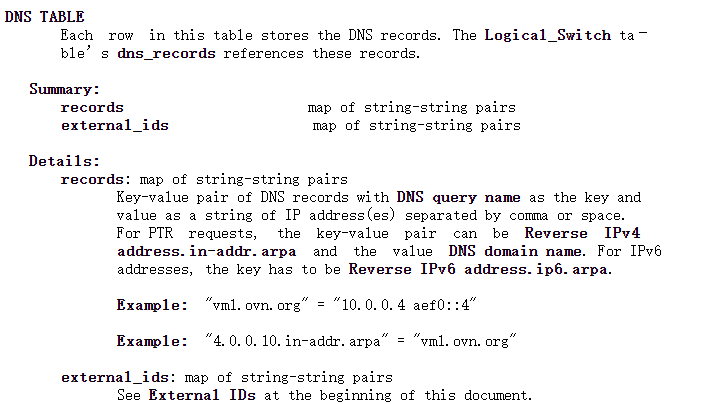 DNS TABLE
Each row in this table stores the DNS records. The Logical_Switch ta‐
ble's dns_records references these records.
Summary:
records map of string-string pairs
external_ids map of string-string pairs
Details:
records: map of string-string pairs
Key-value pair of DNS records with DNS query name as the key and
value as a string of IP address(es) separated by comma or space.
For PTR requests, the key-value pair can be Reverse IPv4
address.in-addr.arpa and the value DNS domain name. For IPv6
addresses, the key has to be Reverse IPv6 address.ip6.arpa.
Example: "vm1.ovn.org" = "10.0.0.4 aef0::4"
Example: "4.0.0.10.in-addr.arpa" = "vm1.ovn.org"
external_ids: map of string-string pairs
See External IDs at the beginning of this document.